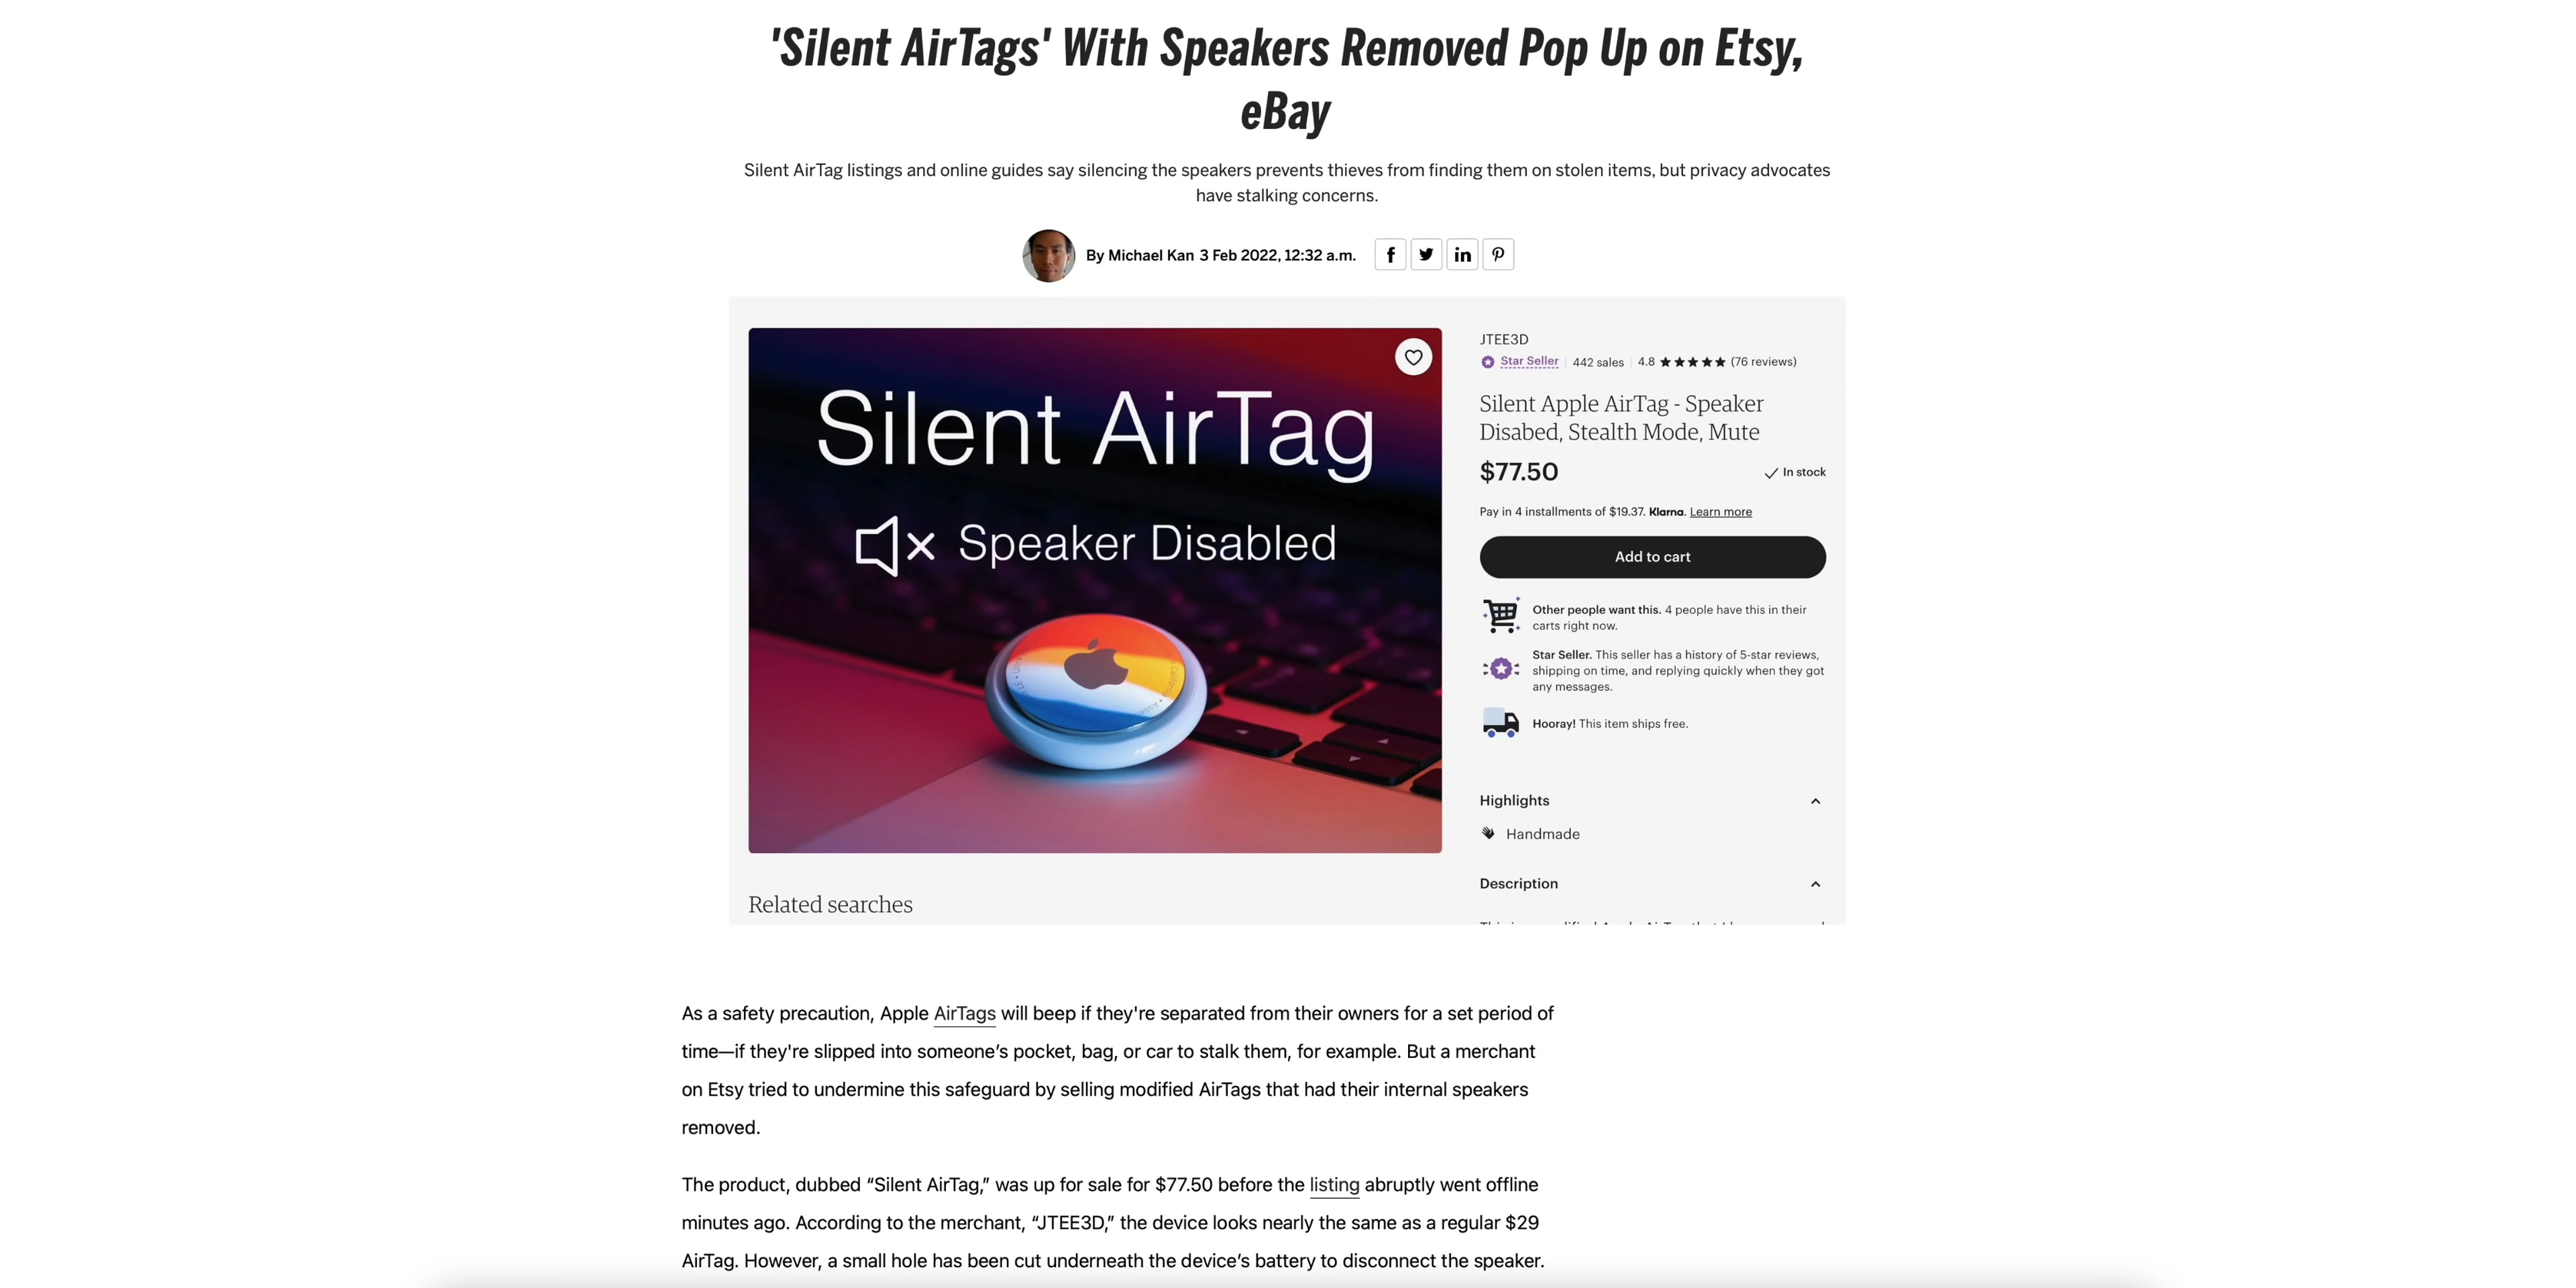 'Silent AirTags' With Speakers Removed Pop Up on Etsy,
eBay
Silent AirTag listings and online guides say silencing the speakers prevents thieves from finding them on stolen items, but privacy advocates
have stalking concerns.
By Michael Kan 3 Feb 2022, 12:32 a.m.
Silent AirTag
Speaker Disabled
JTEE3D
Star Seller 442 sales 4.8 ★★★★★ (76 reviews)
Silent Apple AirTag - Speaker
Disabed, Stealth Mode, Mute
$77.50
In stock
Pay in 4 installments of $19.37. Klarna. Learn more
Add to cart
Other people want this. 4 people have this in their
carts right now.
Star Seller. This seller has a history of 5-star reviews,
shipping on time, and replying quickly when they got
any messages.
Hooray! This item ships free.
Highlights
Handmade
Description
Related searches
As a safety precaution, Apple AirTags will beep if they're separated from their owners for a set period of
time—if they're slipped into someone’s pocket, bag, or car to stalk them, for example. But a merchant
on Etsy tried to undermine this safeguard by selling modified AirTags that had their internal speakers
removed.
The product, dubbed “Silent AirTag,” was up for sale for $77.50 before the listing abruptly went offline
minutes ago. According to the merchant, “JTEE3D,” the device looks nearly the same as a regular $29
AirTag. However, a small hole has been cut underneath the device’s battery to disconnect the speaker.